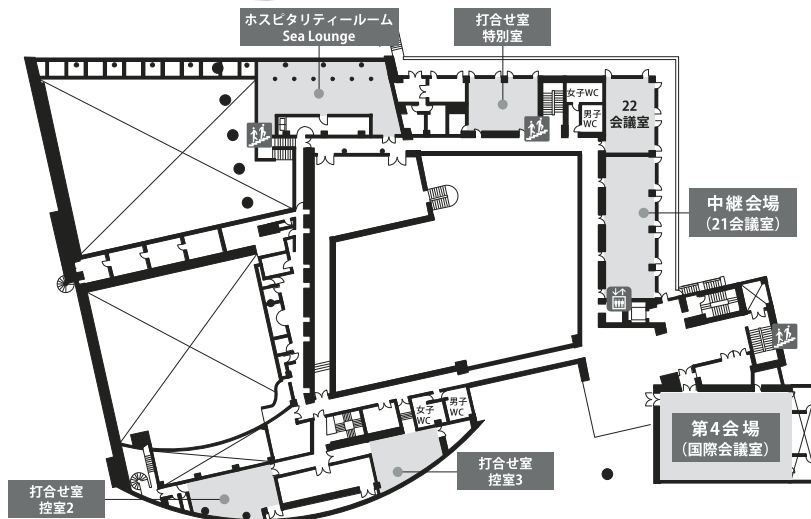 ホスピタリティールーム
Sea Lounge
打合せ室
特別室
女子WC
男子
WC
22
会議室
中継会場
(21会議室)
女子
WC
男子
WC
第4会場
(国際会議室)
打合せ室
控室3
打合せ室
控室2